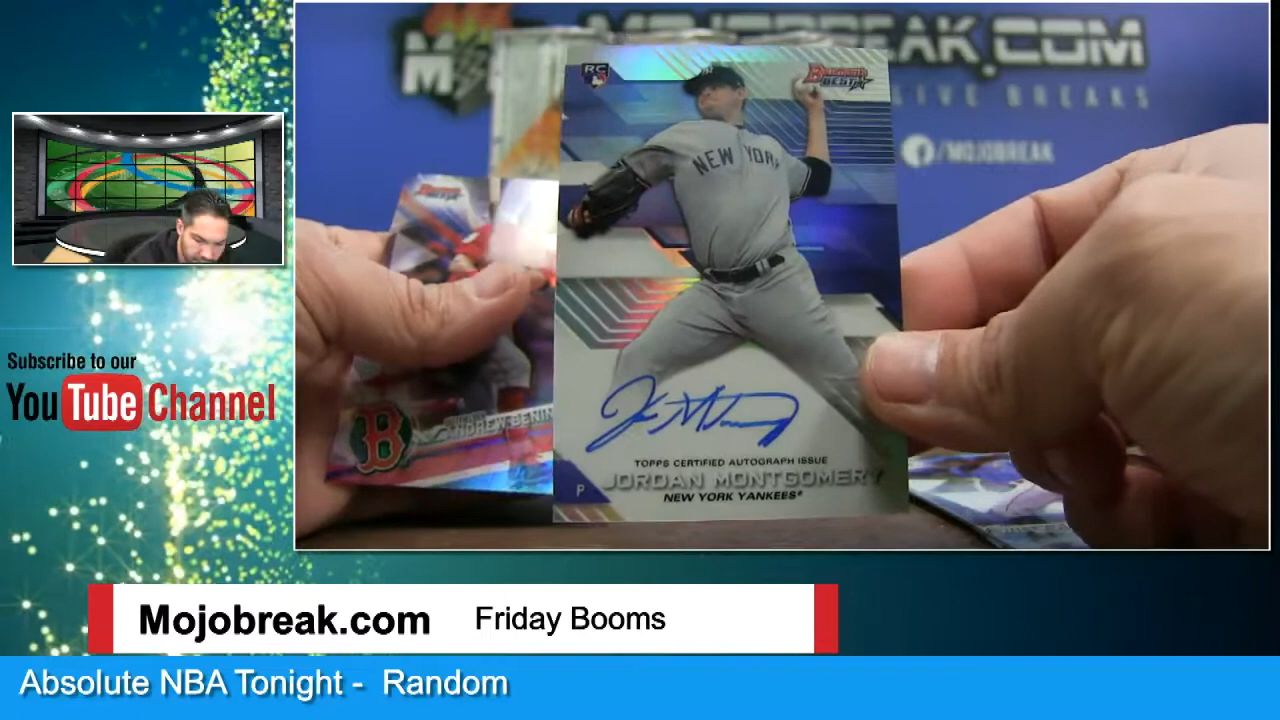 MOJOBREAK.COM
LIVE BREAKS
/MOJOBREAK
M
RC
BOWMAN'S
BEST
NEW YORK
TOPPS CERTIFIED AUTOGRAPH ISSUE
JORDAN MONTGOMERY
P
NEW YORK YANKEES®
B
Subscribe to our
YouTube Channel
Mojobreak.com Friday Booms
Absolute NBA Tonight - Random